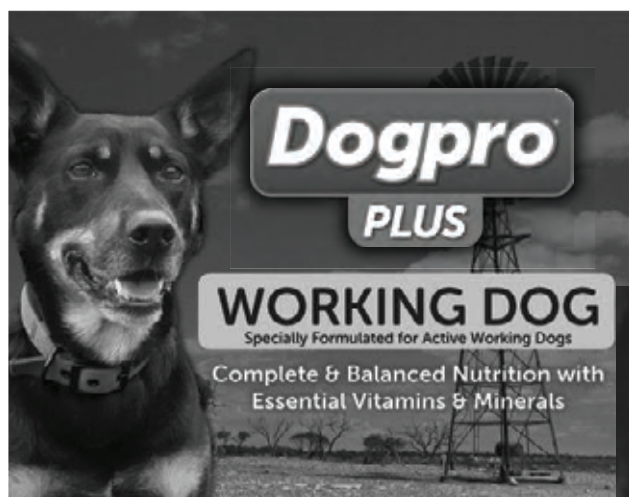 Dogpro
PLUS
WORKING DOG
Specially Formulated for Active Working Dogs
Complete & Balanced Nutrition with
Essential Vitamins & Minerals